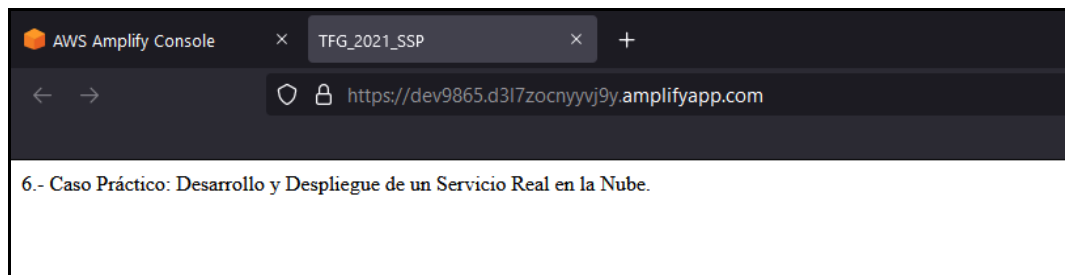 AWS Amplify Console
TFG_2021_SSP
https://dev9865.d3l7zocnyyvj9y.amplifyapp.com
6.- Caso Práctico: Desarrollo y Despliegue de un Servicio Real en la Nube.